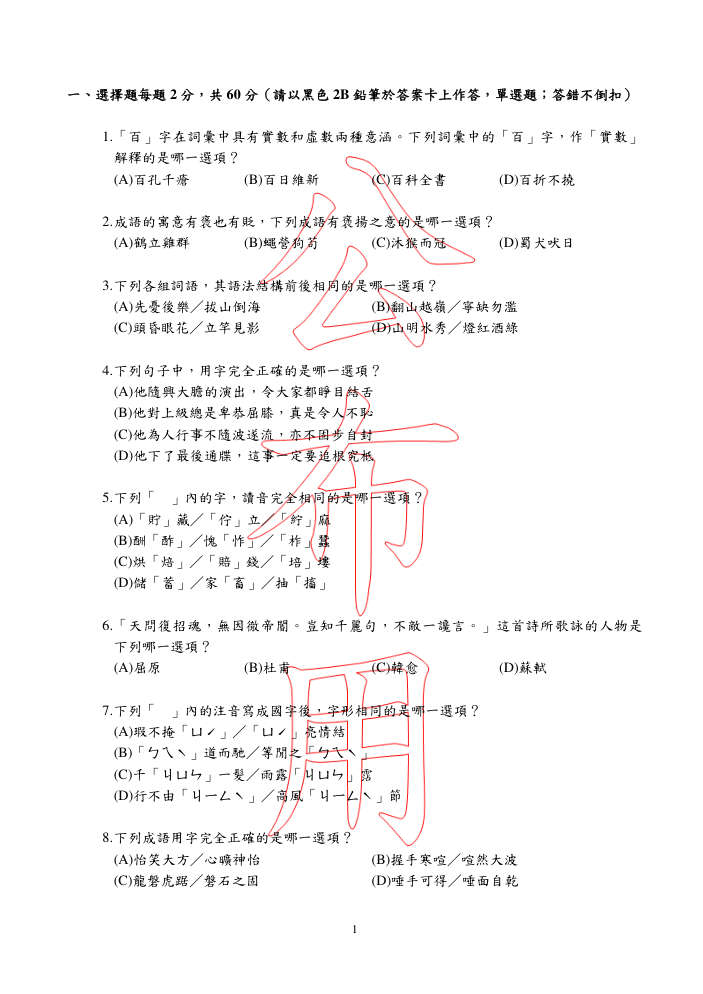 一、選擇題每題 2 分，共 60 分（請以黑色 2B 鉛筆於答案卡上作答，單選題；答錯不倒扣）
1.「百」字在詞彙中具有實數和虛數兩種意涵。下列詞彙中的「百」字，作「實數」
解釋的是哪一選項？
(A)百孔千瘡 (B)百日維新 (C)百科全書 (D)百折不撓
2.成語的寓意有褒也有貶，下列成語有褒揚之意的是哪一選項？
(A)鶴立雞群 (B)蠅營狗苟 (C)沐猴而冠 (D)蜀犬吠日
3.下列各組詞語，其語法結構前後相同的是哪一選項？
(A)先憂後樂／拔山倒海 (B)翻山越嶺／寧缺勿濫
(C)頭昏眼花／立竿見影 (D)山明水秀／燈紅酒綠
4.下列句子中，用字完全正確的是哪一選項？
(A)他隨興大膽的演出，令大家都睜目結舌
(B)他對上級總是卑恭屈膝，真是令人不恥
(C)他為人行事不隨波逐流，亦不固步自封
(D)他下了最後通牒，這事一定要追根究柢
5.下列「　」內的字，讀音完全相同的是哪一選項？
(A)「貯」藏／「佇」立／「紵」麻
(B)酬「酢」／愧「怍」／「柞」蠶
(C)烘「焙」／「賠」錢／「培」塿
(D)儲「蓄」／家「畜」／抽「搐」
6.「天問復招魂，無因徹帝閽。豈知千麗句，不敵一讒言。」這首詩所歌詠的人物是
下列哪一選項？
(A)屈原 (B)杜甫 (C)韓愈 (D)蘇軾
7.下列「　」內的注音寫成國字後，字形相同的是哪一選項？
(A)瑕不掩「ㄩˊ」／「ㄩˊ」亮情結
(B)「ㄅㄟˋ」道而馳／等閒之「ㄅㄟˋ」
(C)千「ㄐㄩㄣ」一髮／雨露「ㄐㄩㄣ」霑
(D)行不由「ㄐㄧㄥˋ」／高風「ㄐㄧㄥˋ」節
8.下列成語用字完全正確的是哪一選項？
(A)怡笑大方／心曠神怡 (B)握手寒喧／喧然大波
(C)龍磐虎踞／磐石之固 (D)唾手可得／唾面自乾
1
公
布
用